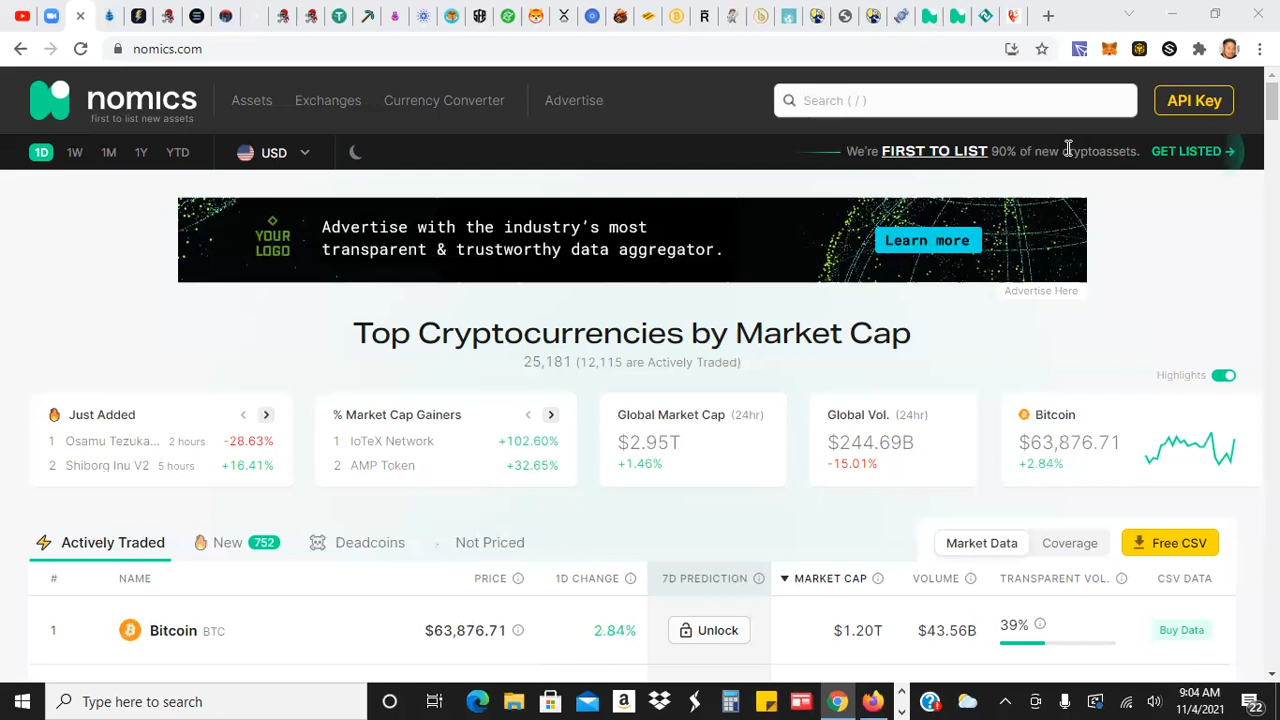 nomics.com
nomics
first to list new assets
Assets Exchanges Currency Converter Advertise
Search ( / )
API Key
1D 1W 1M 1Y YTD
USD
We're FIRST TO LIST 90% of new cryptoassets. GET LISTED →
YOUR LOGO
Advertise with the industry's most
transparent & trustworthy data aggregator.
Learn more
Advertise Here
Top Cryptocurrencies by Market Cap
25,181 (12,115 are Actively Traded)
Highlights
Just Added
1 Osamu Tezuka... 2 hours -28.63%
2 Shiborg Inu V2 5 hours +16.41%
% Market Cap Gainers
1 IoTeX Network +102.60%
2 AMP Token +32.65%
Global Market Cap (24hr)
$2.95T
+1.46%
Global Vol. (24hr)
$244.69B
-15.01%
Bitcoin
$63,876.71
+2.84%
Actively Traded New 752 Deadcoins Not Priced
Market Data Coverage Free CSV
# NAME PRICE 1D CHANGE 7D PREDICTION MARKET CAP VOLUME TRANSPARENT VOL. CSV DATA
1 Bitcoin BTC $63,876.71 2.84% Unlock $1.20T $43.56B 39% Buy Data
Type here to search
9:04 AM
11/4/2021
22